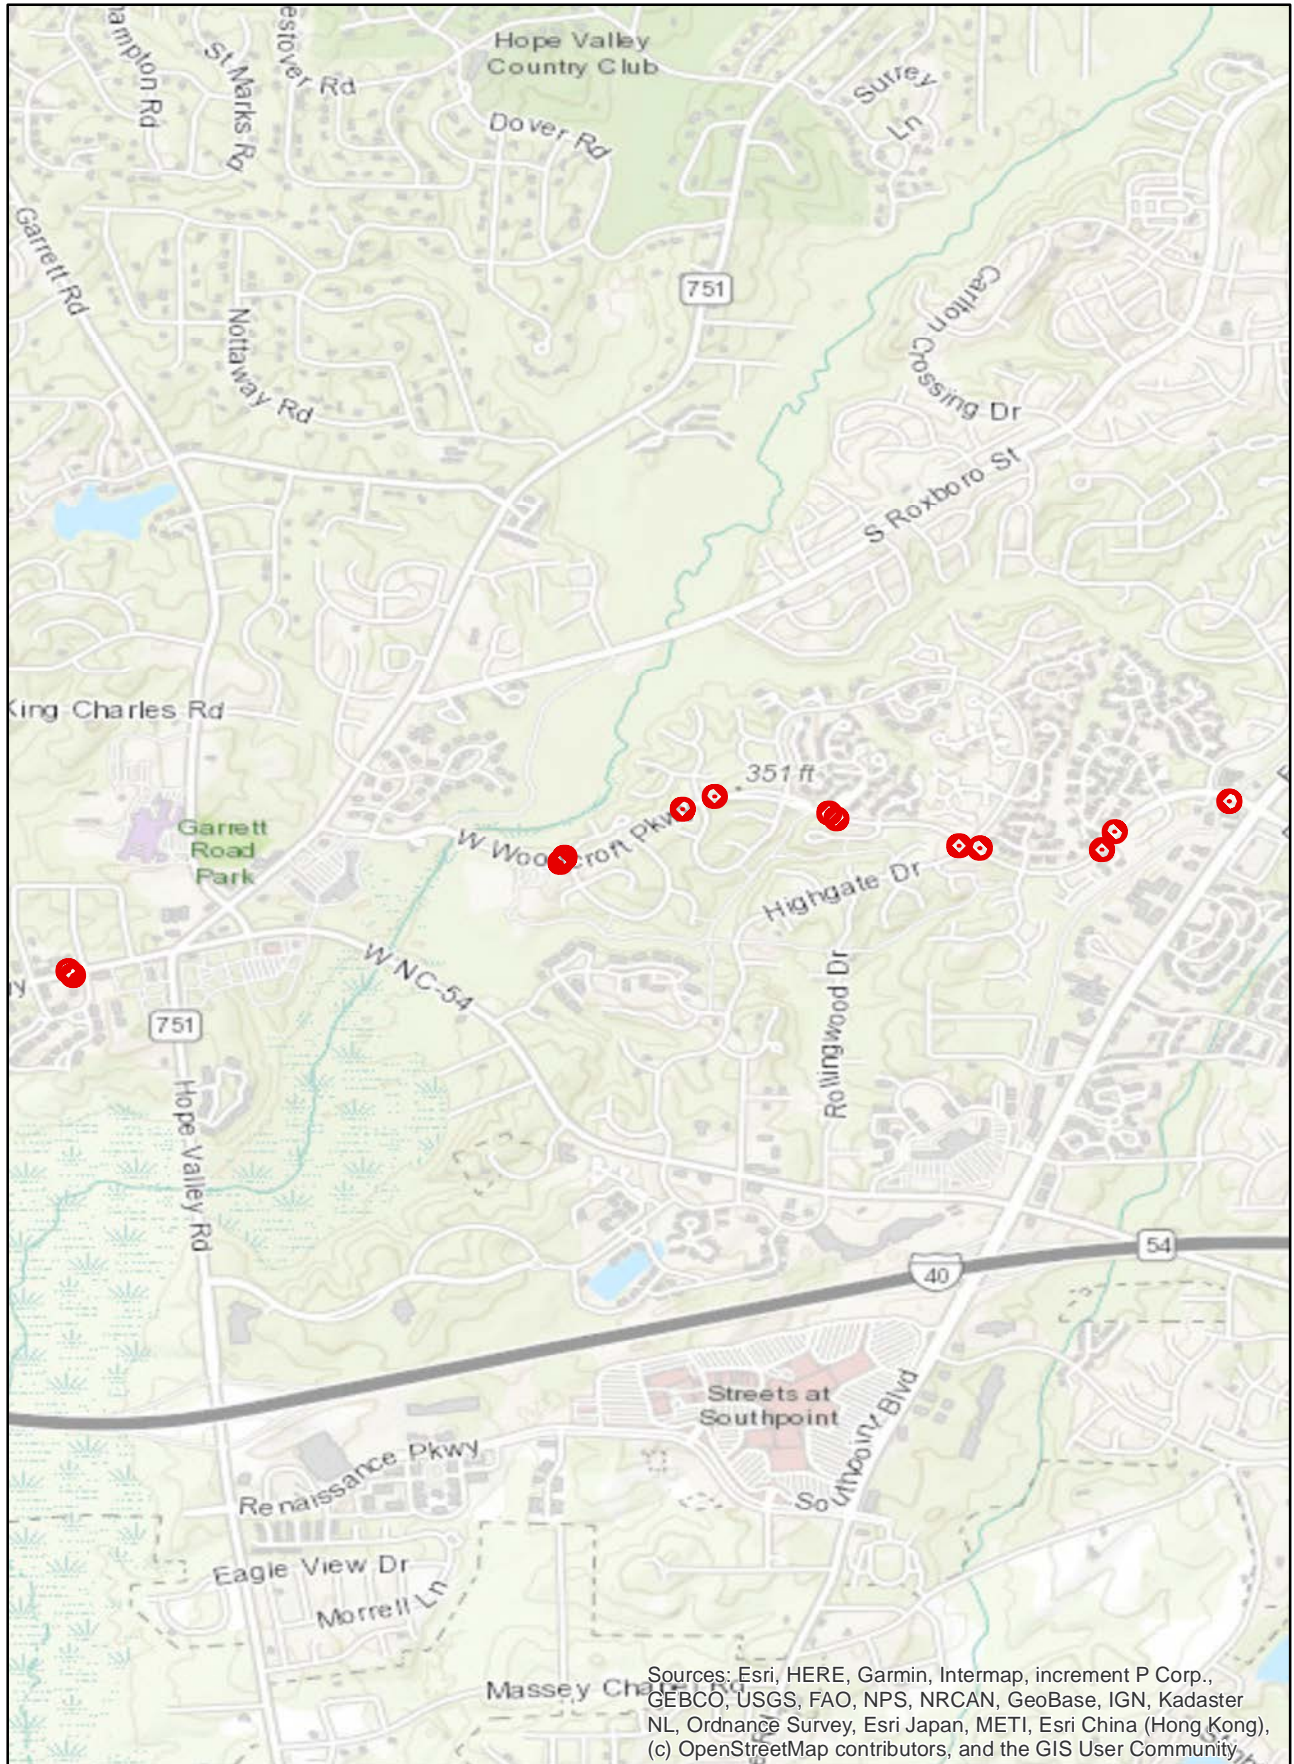 Hope Valley
Country Club
St Marks R
Rd
Surrey
Ln
Dover Rd
Garrett Rd
751
Carlton Crossing Dr
Nottaway Rd
S Roxboro St
King Charles Rd
351 ft
Garrett
Road
Park
Highgate Dr
W NC-54
Rollingwood Dr
751
Hope Valley Rd
54
40
Streets at
Southpoint
Southpoint Blvd
Renaissance Pkwy
Eagle View Dr
Morrell Ln
Sources: Esri, HERE, Garmin, Intermap, increment P Corp.,
Massey Rd
GEBCO, USGS, FAO, NPS, NRCAN, GeoBase, IGN, Kadaster
NL, Ordnance Survey, Esri Japan, METI, Esri China (Hong Kong),
(c) OpenStreetMap contributors, and the GIS User Community